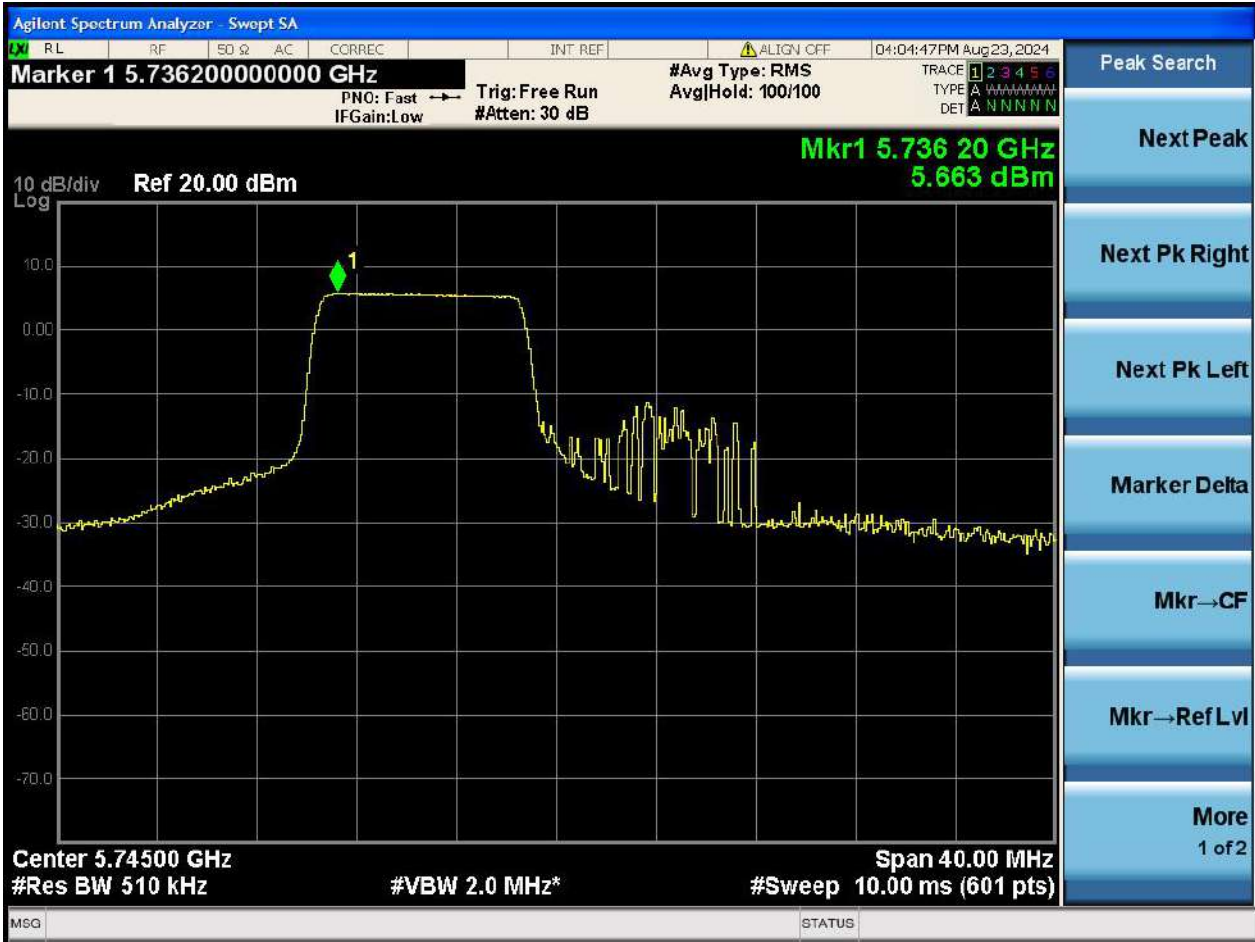 Agilent Spectrum Analyzer - Swept SA
LXI RL RF 50 Ω AC CORREC INT REF ALIGN OFF 04:04:47PM Aug 23, 2024
Marker 1 5.736200000000 GHz
PNO: Fast
IFGain:Low
Trig: Free Run
#Atten: 30 dB
#Avg Type: RMS
Avg|Hold: 100/100
TRACE 1 2 3 4 5 6
TYPE A WWWWW
DET A N N N N N
Mkr1 5.736 20 GHz
5.663 dBm
10 dB/div Ref 20.00 dBm
Log
1
10.0
0.00
-10.0
-20.0
-30.0
-40.0
-50.0
-60.0
-70.0
Center 5.74500 GHz Span 40.00 MHz
#Res BW 510 kHz #VBW 2.0 MHz* #Sweep 10.00 ms (601 pts)
MSG STATUS
Peak Search
Next Peak
Next Pk Right
Next Pk Left
Marker Delta
Mkr→CF
Mkr→Ref Lvl
More
1 of 2